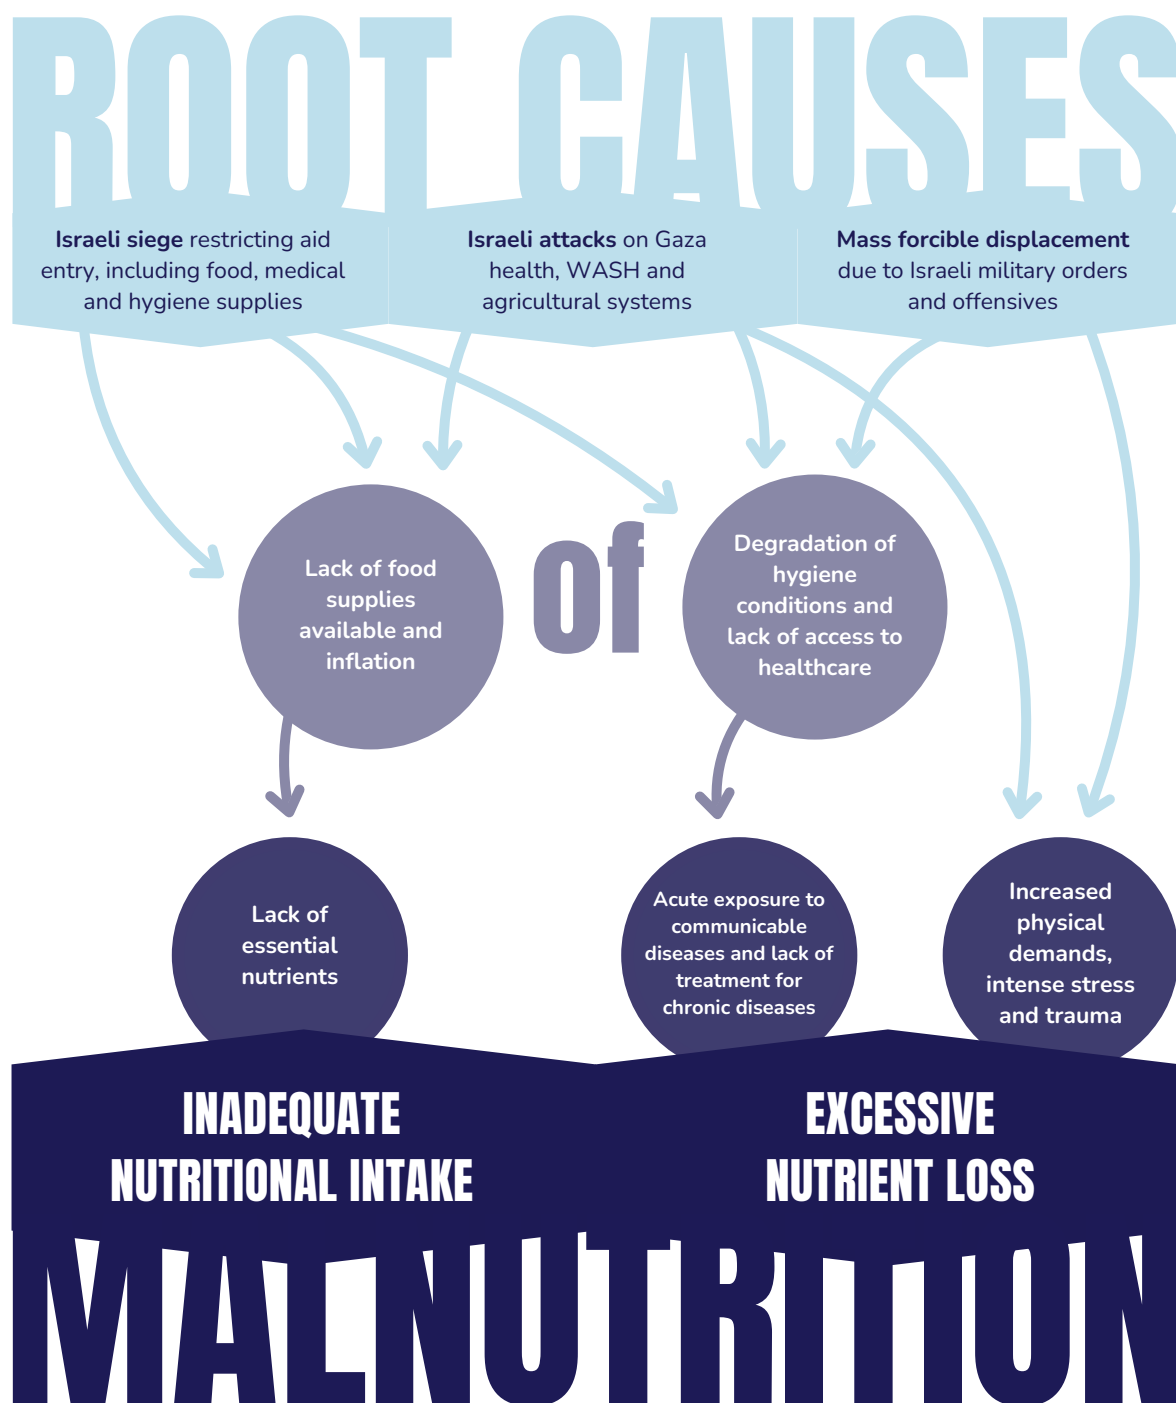 ROOT CAUSES
Israeli siege restricting aid
entry, including food, medical
and hygiene supplies
Israeli attacks on Gaza
health, WASH and
agricultural systems
Mass forcible displacement
due to Israeli military orders
and offensives
Lack of food
supplies
available and
inflation
of
Degradation of
hygiene
conditions and
lack of access to
healthcare
Lack of
essential
nutrients
Acute exposure to
communicable
diseases and lack of
treatment for
chronic diseases
Increased
physical
demands,
intense stress
and trauma
INADEQUATE
NUTRITIONAL INTAKE
EXCESSIVE
NUTRIENT LOSS
MALNUTRITION